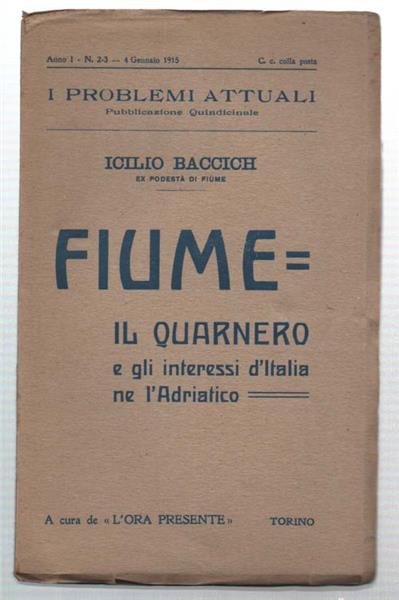 Anno I - N. 2-3 — 4 Gennaio 1915 C. c. colla posta
I PROBLEMI ATTUALI
Pubblicazione Quindicinale
ICILIO BACCICH
EX PODESTÀ DI FIUME
FIUME=
IL QUARNERO
e gli interessi d'Italia
ne l'Adriatico
A cura de «L'ORA PRESENTE» TORINO